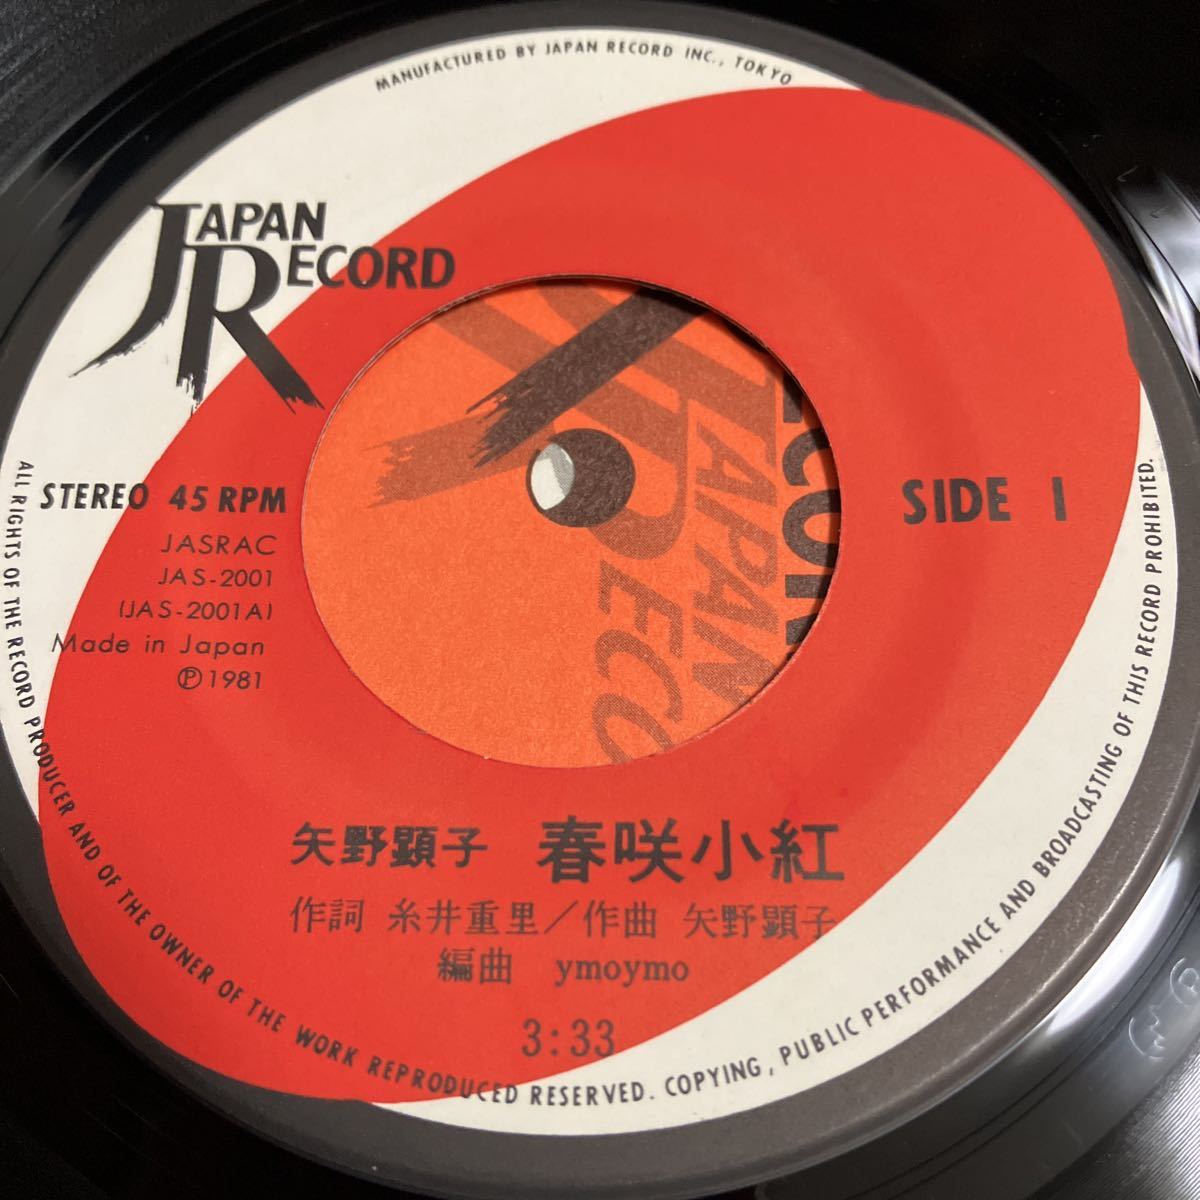 MANUFACTURED BY JAPAN RECORD INC., TOKYO
JAPAN
RECORD
STEREO 45 RPM
JASRAC
JAS-2001
(JAS-2001A)
Made in Japan
Ⓟ1981
SIDE 1
矢野顕子 春咲小紅
作詞 糸井重里/作曲 矢野顕子
編曲 ymoymo
3:33
ALL RIGHTS OF THE RECORD PRODUCER AND OF THE OWNER OF THE WORK REPRODUCED RESERVED. COPYING, PUBLIC PERFORMANCE AND BROADCASTING OF THIS RECORD PROHIBITED.